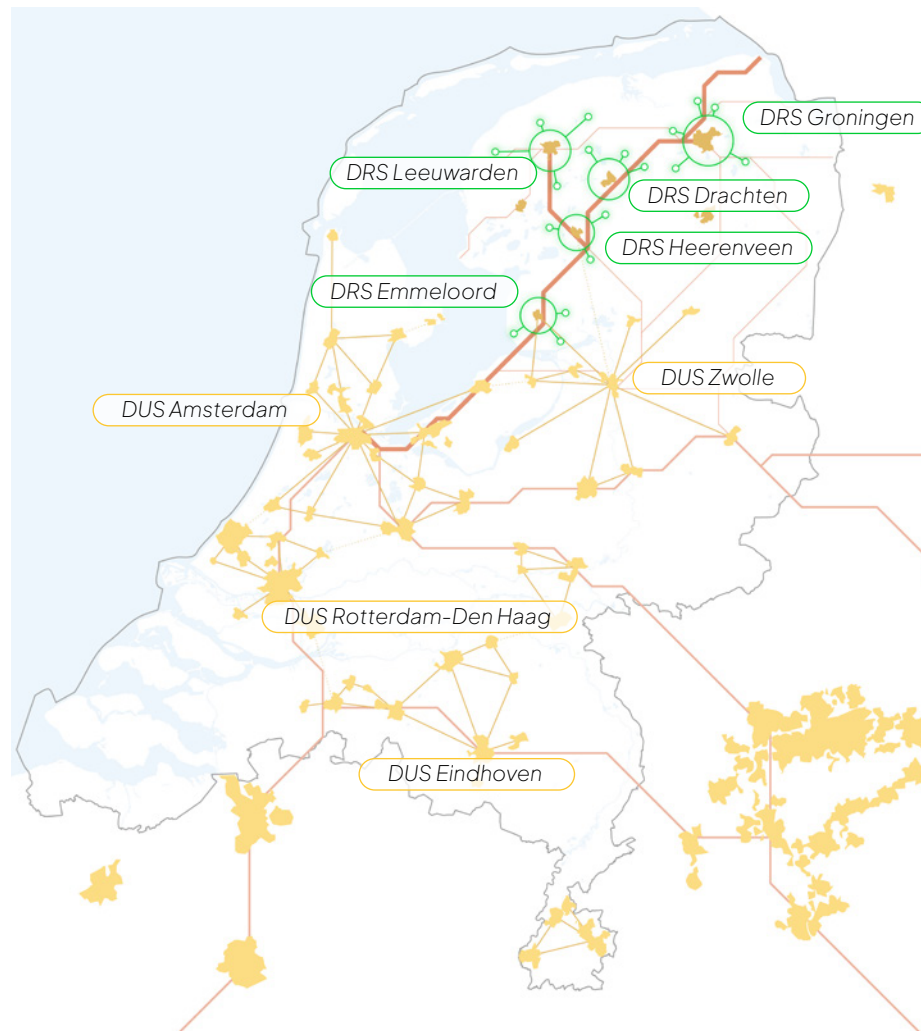 DRS Groningen
DRS Leeuwarden
DRS Drachten
DRS Heerenveen
DRS Emmeloord
DUS Zwolle
DUS Amsterdam
DUS Rotterdam-Den Haag
DUS Eindhoven